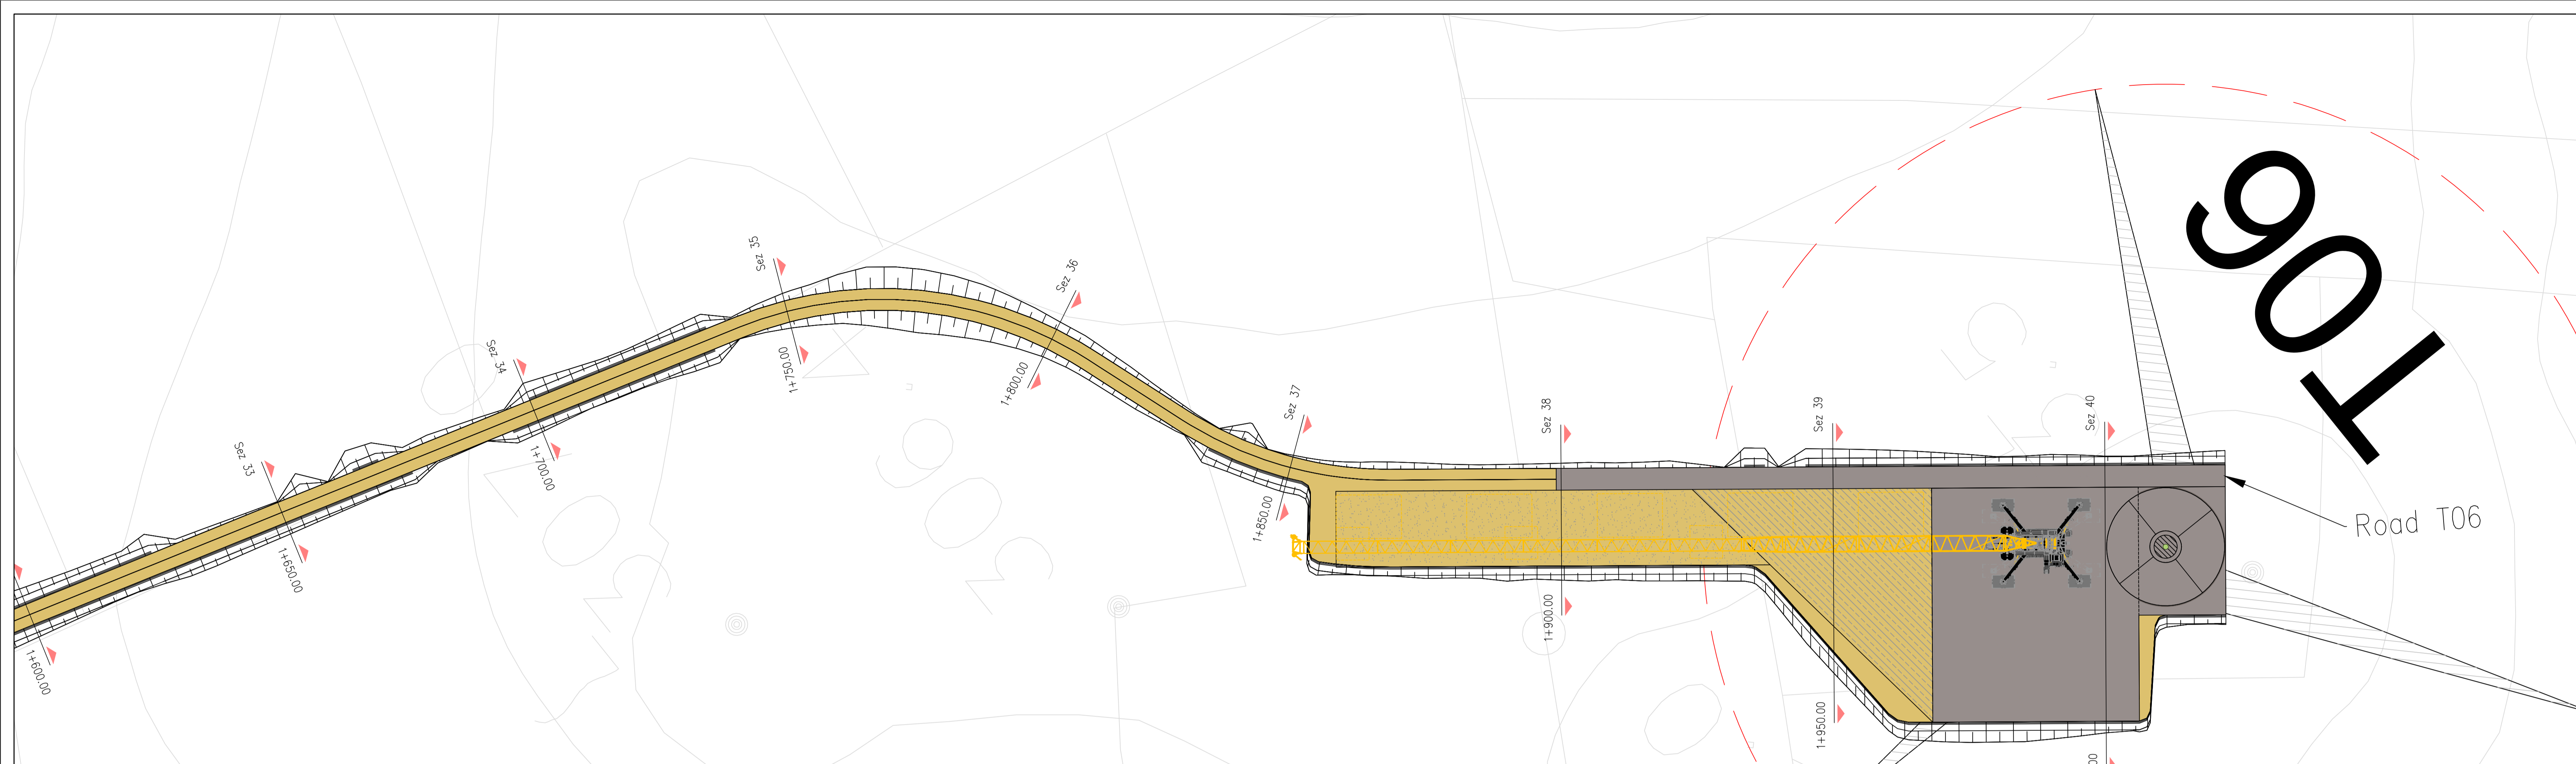 Sez 33
1+600.00
1+650.00
Sez 34
1+700.00
Sez 35
1+750.00
Sez 36
1+800.00
Sez 37
1+850.00
Sez 38
1+900.00
Sez 39
1+950.00
Sez 40
T06
Road T06